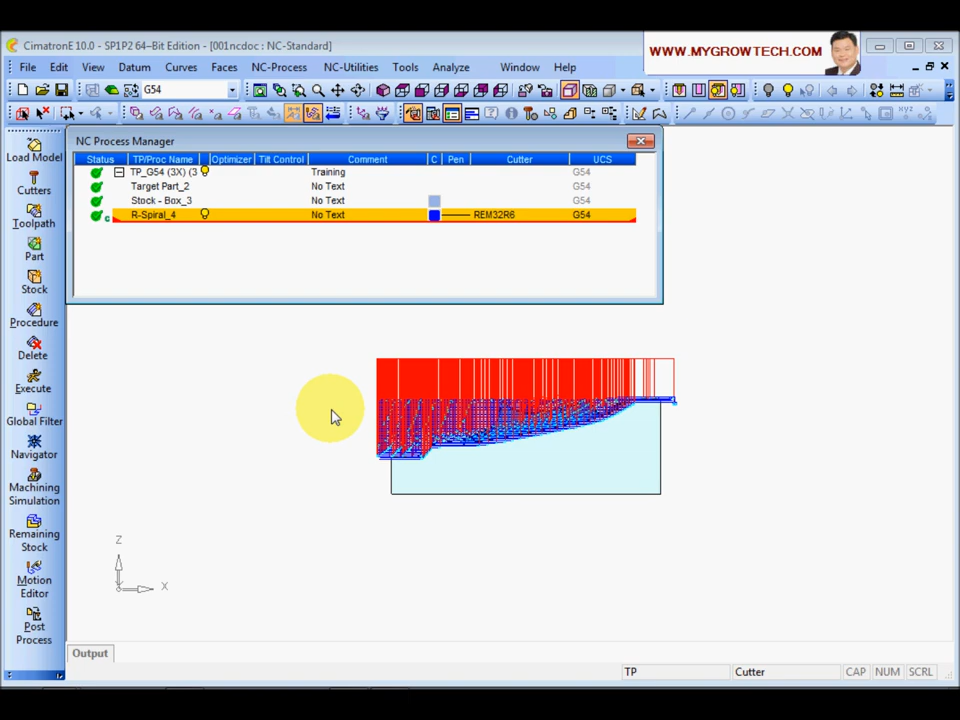 CimatronE 10.0 - SP1P2 64-Bit Edition - [001ncdoc : NC-Standard]
WWW.MYGROWTECH.COM
File Edit View Datum Curves Faces NC-Process NC-Utilities Tools Analyze Window Help
G54
NC Process Manager
Status TP/Proc Name Optimizer Tilt Control Comment C Pen Cutter UCS
TP_G54 (3X) (3 Training G54
Target Part_2 No Text G54
Stock - Box_3 No Text G54
c R-Spiral_4 No Text REM32R6 G54
Load Model
Cutters
Toolpath
Part
Stock
Procedure
Delete
Execute
Global Filter
Navigator
Machining
Simulation
Remaining
Stock
Motion
Editor
Post
Process
Z
X
Output
TP Cutter CAP NUM SCRL